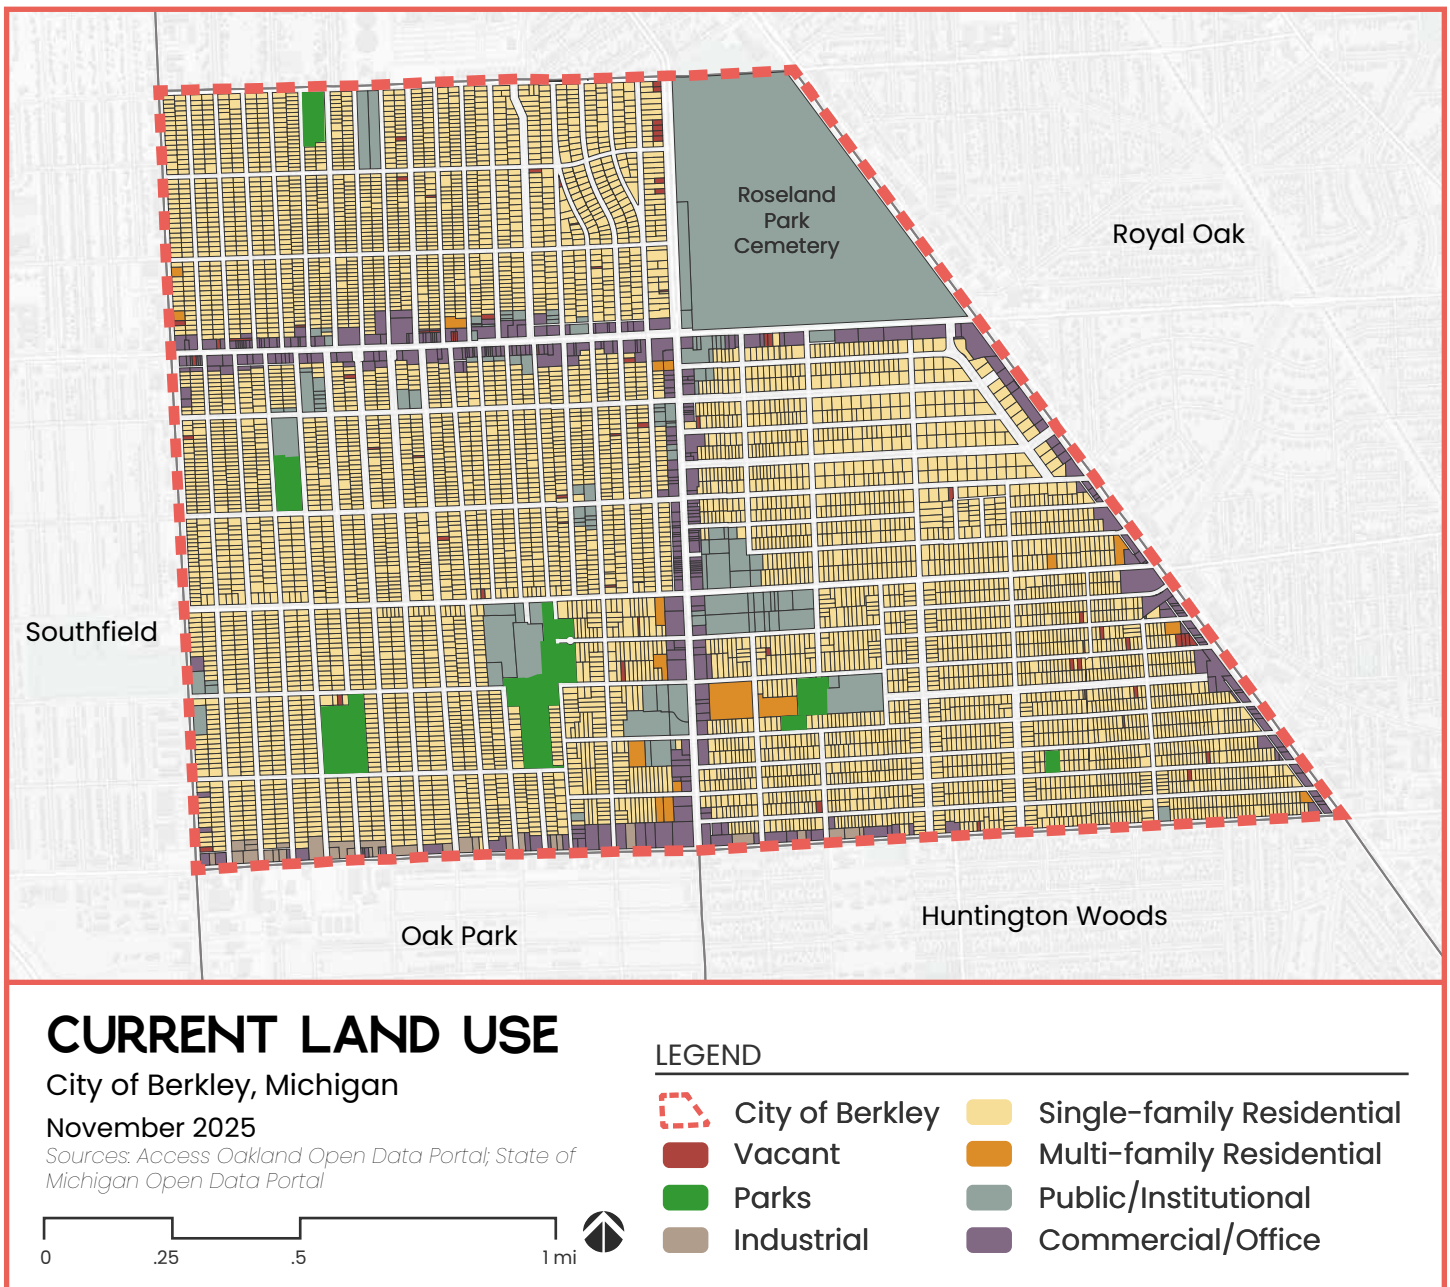 Roseland
Park
Cemetery
Royal Oak
Southfield
Oak Park
Huntington Woods
CURRENT LAND USE
City of Berkley, Michigan
November 2025
Sources: Access Oakland Open Data Portal; State of
Michigan Open Data Portal
0 .25 .5 1 mi
LEGEND
City of Berkley
Vacant
Parks
Industrial
Single-family Residential
Multi-family Residential
Public/Institutional
Commercial/Office